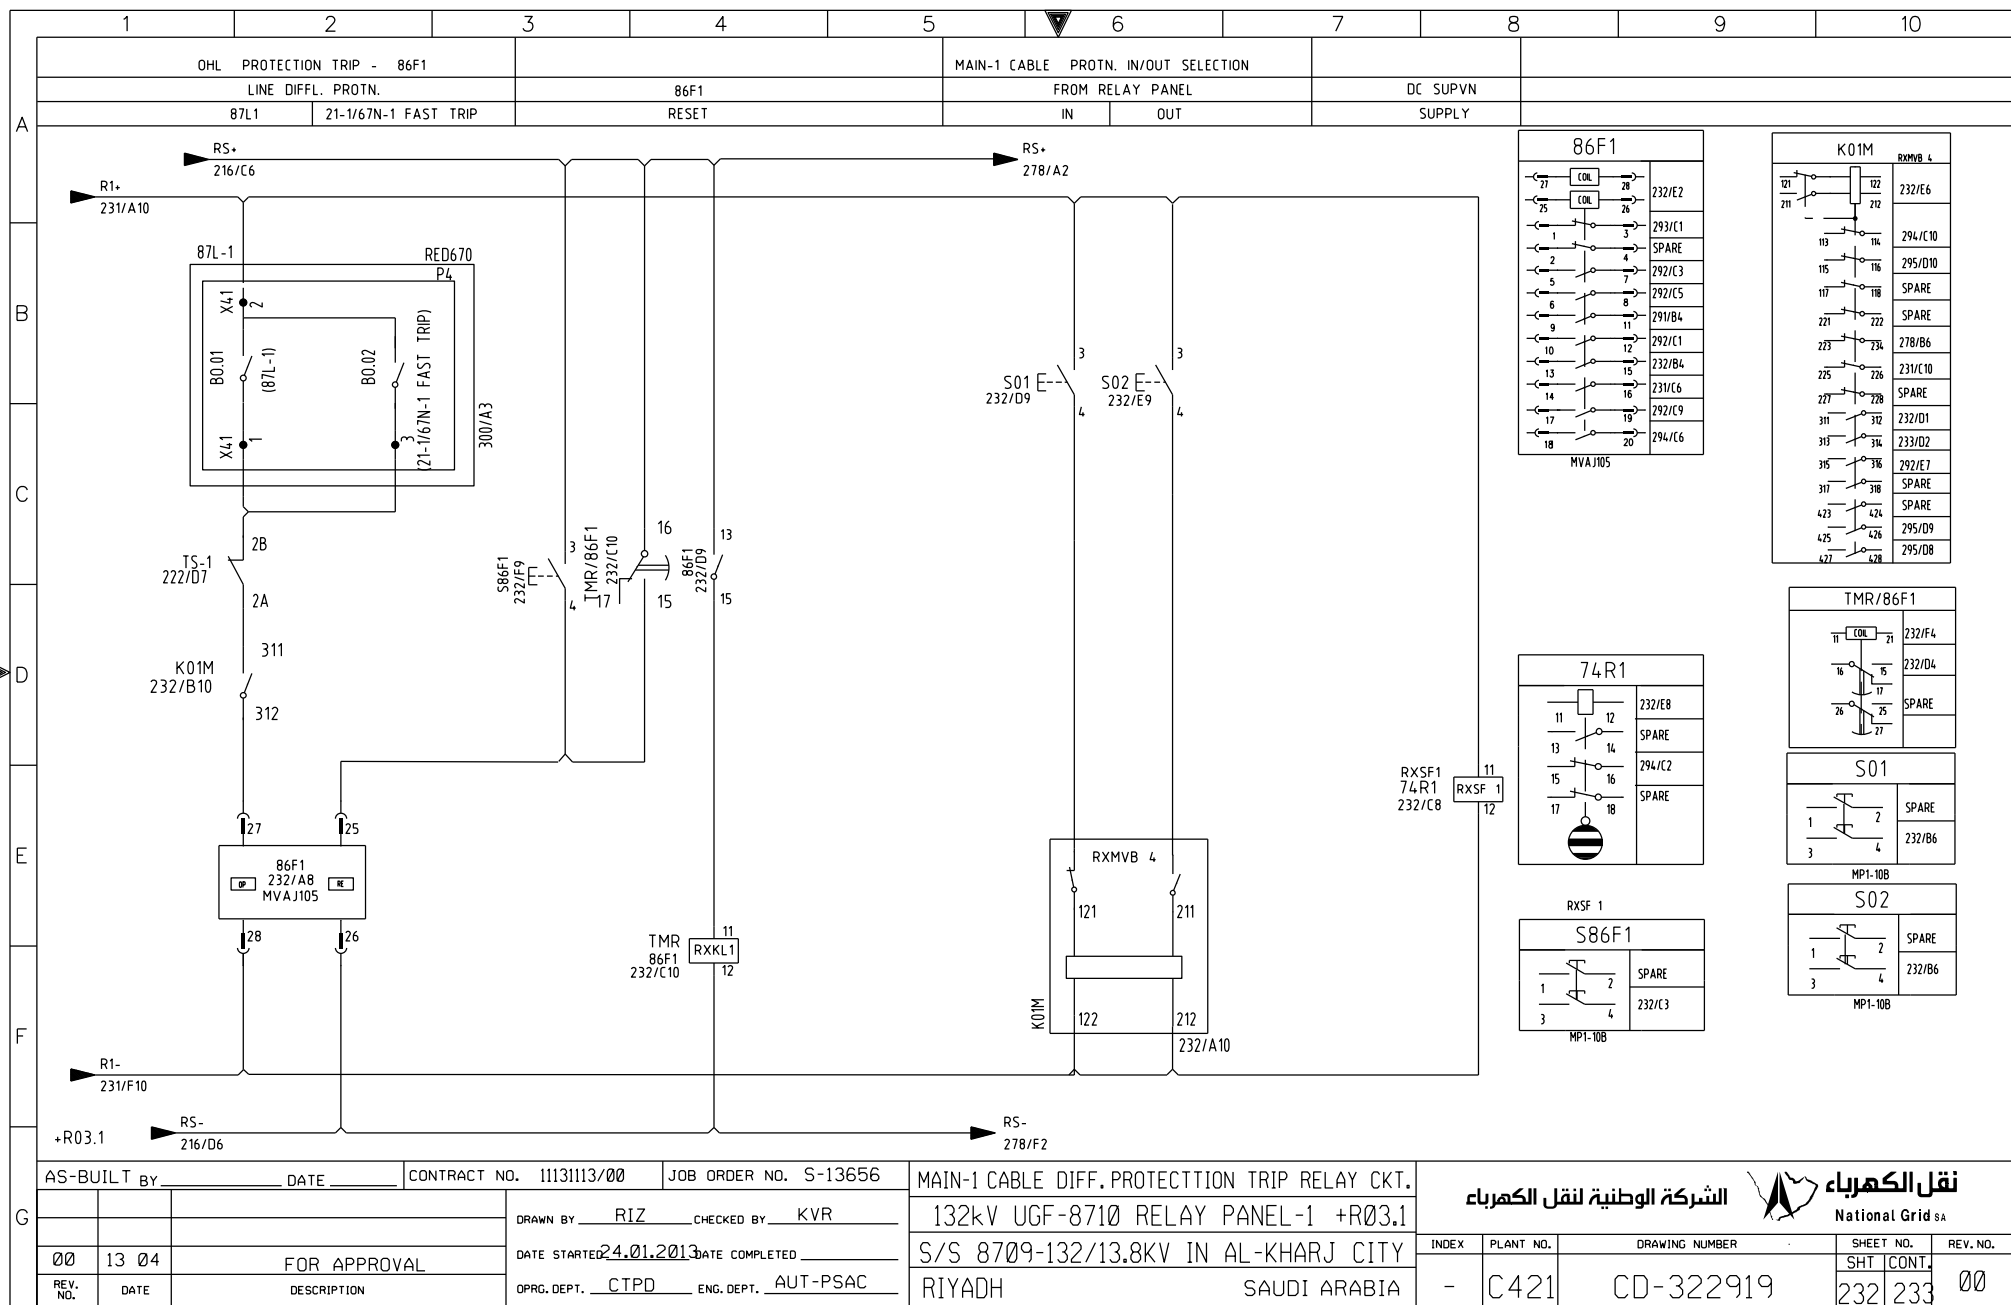 1 2 3 4 5 6 7 8 9 10
OHL PROTECTION TRIP - 86F1
MAIN-1 CABLE PROTN. IN/OUT SELECTION
LINE DIFFL. PROTN.
86F1
FROM RELAY PANEL
DC SUPVN
87L1
21-1/67N-1 FAST TRIP
RESET
IN
OUT
SUPPLY
A
B
C
D
E
F
G
RS+
216/C6
RS+
278/A2
R1+
231/A10
87L-1
RED670
P4
X41
2
BO.01
(87L-1)
BO.02
(21-1/67N-1 FAST TRIP)
X41
1
3
300/A3
2B
TS-1
222/D7
2A
311
K01M
232/B10
312
27
25
86F1
232/A8
MVAJ105
OP
RE
28
26
3
S86F1
232/F9
4
TMR/86F1
232/C10
16
17
15
13
86F1
232/D9
15
TMR
86F1
232/C10
11
RXKL1
12
3
S01
232/D9
4
3
S02
232/E9
4
RXMVB 4
121
211
K01M
122
212
232/A10
RXSF1
74R1
232/C8
11
RXSF 1
12
R1-
231/F10
+R03.1
RS-
216/D6
RS-
278/F2
86F1
27 COIL 28 232/E2
25 COIL 26
1 3 293/C1
2 4 SPARE
5 7 292/C3
6 8 292/C5
9 11 291/B4
10 12 292/C1
13 15 232/B4
14 16 231/C6
17 19 292/C9
18 20 294/C6
MVAJ105
K01M
RXMVB 4
121 122 232/E6
211 212
113 114 294/C10
115 116 295/D10
117 118 SPARE
221 222 SPARE
223 234 278/B6
225 226 231/C10
227 228 SPARE
311 312 232/D1
313 314 233/D2
315 316 292/E7
317 318 SPARE
423 424 SPARE
425 426 295/D9
427 428 295/D8
TMR/86F1
11 COIL 21 232/F4
16 15 232/D4
17
26 25 SPARE
27
74R1
11 12 232/E8
13 14 SPARE
15 16 294/C2
17 18 SPARE
RXSF 1
S01
1 2 SPARE
3 4 232/B6
MP1-10B
S02
1 2 SPARE
3 4 232/B6
MP1-10B
S86F1
1 2 SPARE
3 4 232/C3
MP1-10B
AS-BUILT BY DATE
CONTRACT NO. 11131113/00
JOB ORDER NO. S-13656
00 13 04 FOR APPROVAL
REV. NO. DATE DESCRIPTION
DRAWN BY RIZ CHECKED BY KVR
DATE STARTED 24.01.2013 DATE COMPLETED
OPRG. DEPT. CTPD ENG. DEPT. AUT-PSAC
MAIN-1 CABLE DIFF. PROTECTTION TRIP RELAY CKT.
132kV UGF-8710 RELAY PANEL-1 +R03.1
S/S 8709-132/13.8KV IN AL-KHARJ CITY
RIYADH SAUDI ARABIA
الشركة الوطنية لنقل الكهرباء
نقل الكهرباء
National Grid SA
INDEX PLANT NO. DRAWING NUMBER SHEET NO. REV. NO.
SHT CONT.
- C421 CD-322919 232 233 00